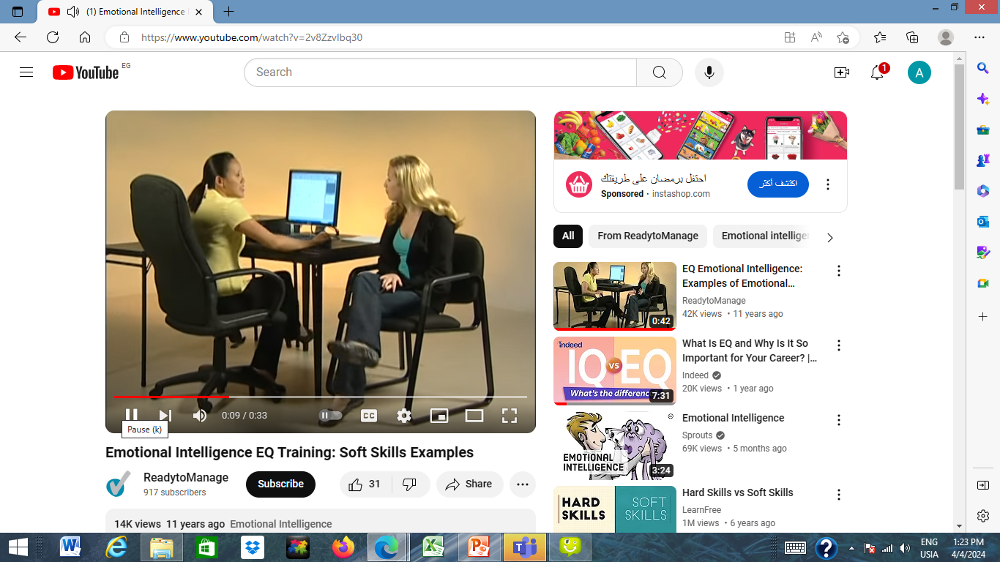 (1) Emotional Intelligence
https://www.youtube.com/watch?v=2v8ZzvIbq30
YouTube EG
Search
1
A
0:09 / 0:33
CC
Pause (k)
Emotional Intelligence EQ Training: Soft Skills Examples
ReadytoManage
917 subscribers
Subscribe
31
Share
14K views 11 years ago Emotional Intelligence
احتفل برمضان على طريقتك
Sponsored · instashop.com
اكتشف أكثر
All
From ReadytoManage
Emotional intellige
0:42
EQ Emotional Intelligence:
Examples of Emotional…
ReadytoManage
42K views • 11 years ago
indeed
IQ vs EQ
What's the differenc
7:31
What Is EQ and Why Is It So
Important for Your Career? |…
Indeed
20K views • 1 year ago
EMOTIONAL
INTELLIGENCE
3:24
Emotional Intelligence
Sprouts
69K views • 5 months ago
HARD
SKILLS
SOFT
SKILLS
Hard Skills vs Soft Skills
LearnFree
1M views • 6 years ago
ENG
USIA
1:23 PM
4/4/2024